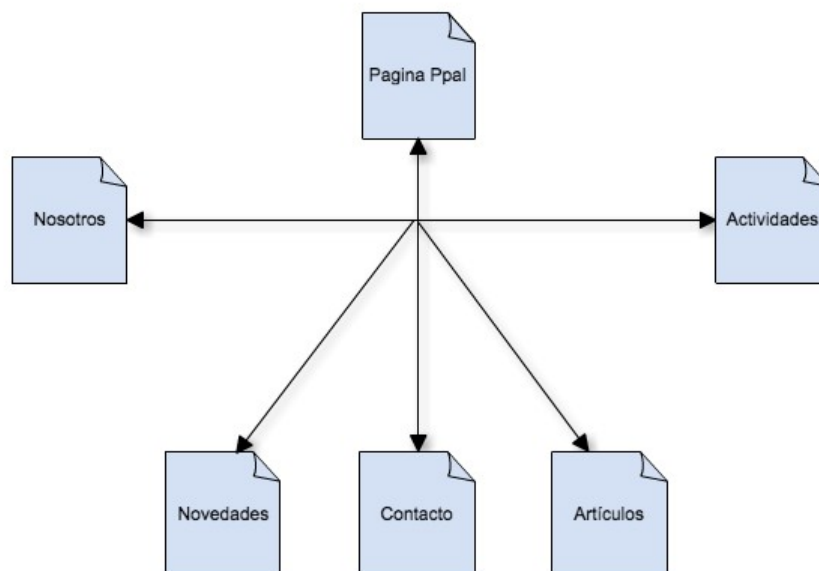 Pagina Ppal
Nosotros
Actividades
Novedades
Contacto
Artículos